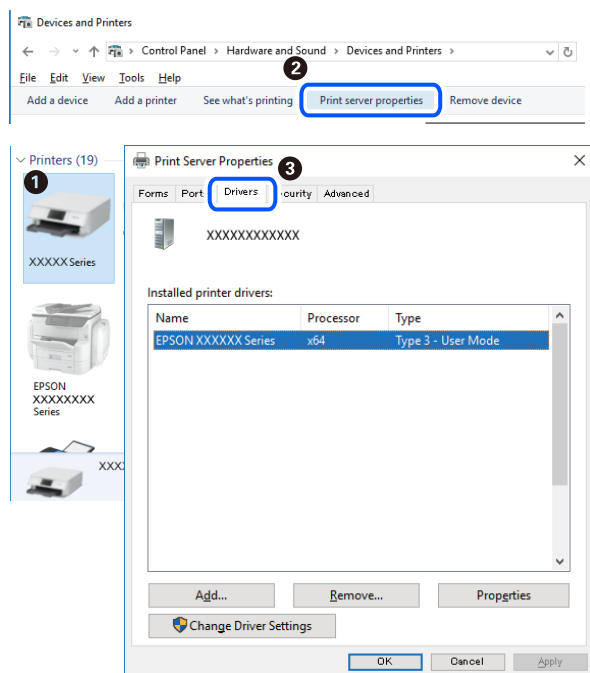 Devices and Printers
Control Panel > Hardware and Sound > Devices and Printers >
2
File Edit View Tools Help
Add a device Add a printer See what's printing Print server properties Remove device
Printers (19)
1
XXXXX Series
EPSON
XXXXXXXX
Series
XXX
Print Server Properties
3
Forms Port Drivers curity Advanced
XXXXXXXXXXXX
Installed printer drivers:
Name Processor Type
EPSON XXXXXX Series x64 Type 3 - User Mode
Add... Remove... Properties
Change Driver Settings
OK Cancel Apply